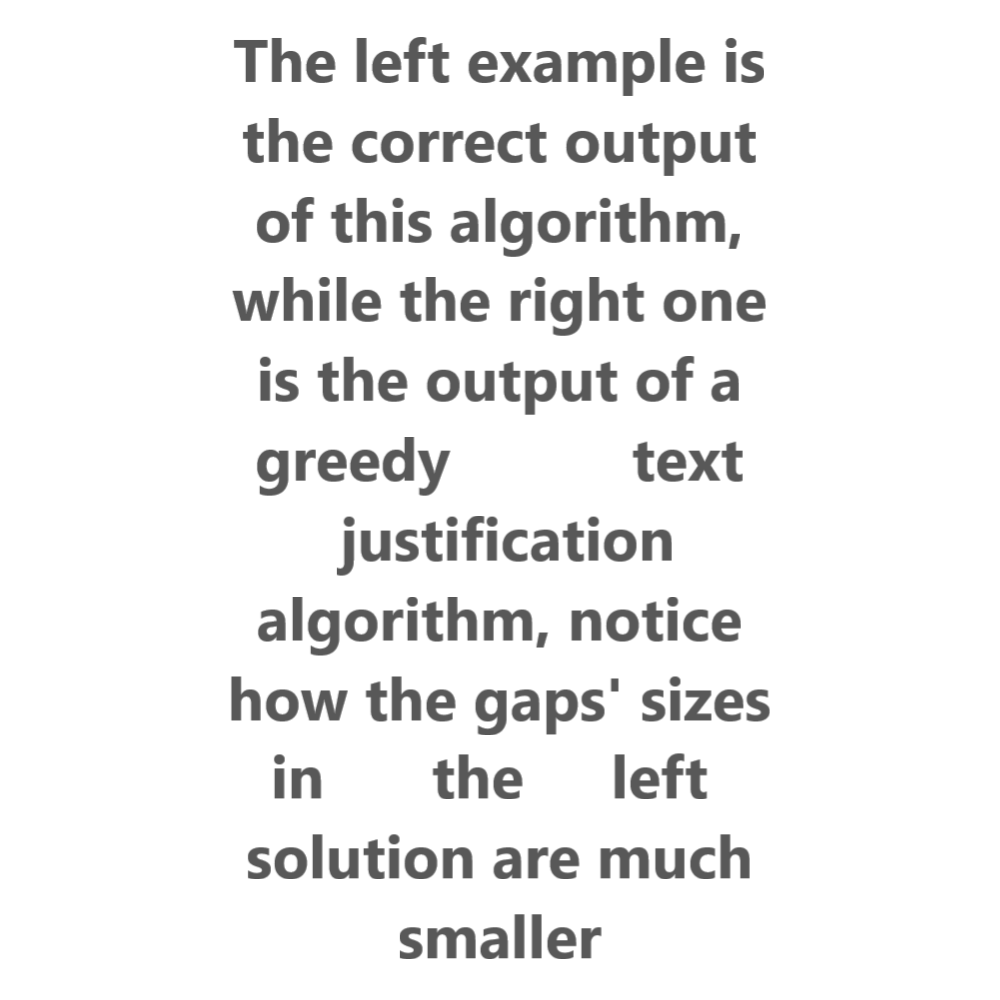 The left example is
the correct output
of this algorithm,
while the right one
is the output of a
greedy text
justification
algorithm, notice
how the gaps' sizes
in the left
solution are much
smaller